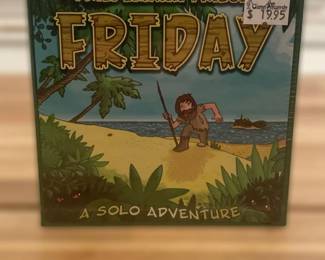 FRIDAY
$ 19.95
A SOLO ADVENTURE